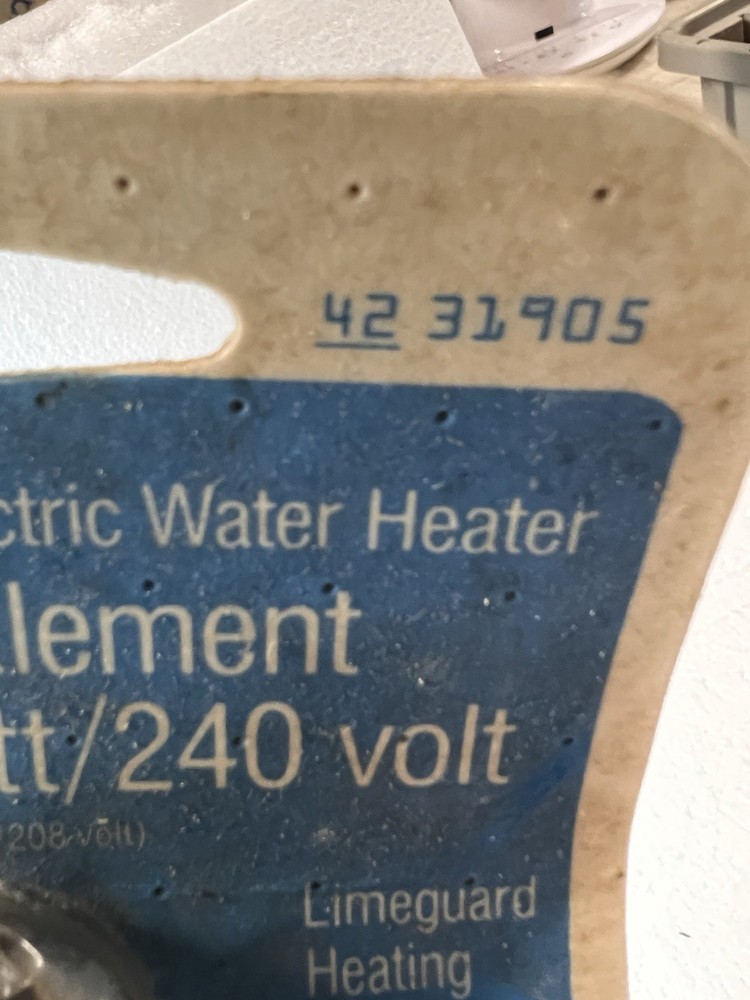 42 31905
ctric Water Heater
lement
tt/240 volt
208 volt)
Limeguard
Heating